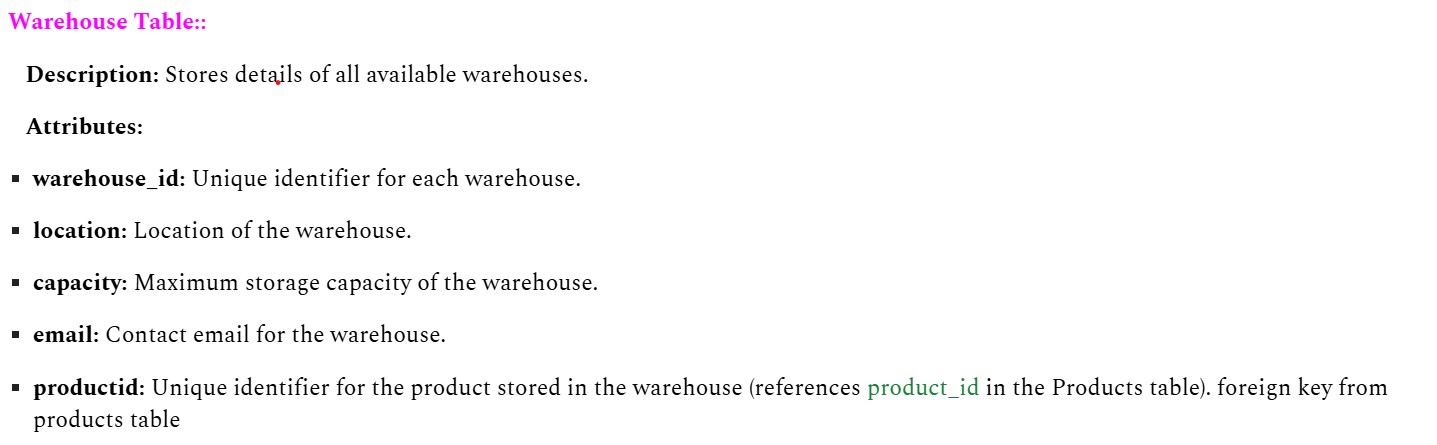 Warehouse Table::
Description: Stores details of all available warehouses.
Attributes:
▪ warehouse_id: Unique identifier for each warehouse.
▪ location: Location of the warehouse.
▪ capacity: Maximum storage capacity of the warehouse.
▪ email: Contact email for the warehouse.
▪ productid: Unique identifier for the product stored in the warehouse (references product_id in the Products table). foreign key from
products table